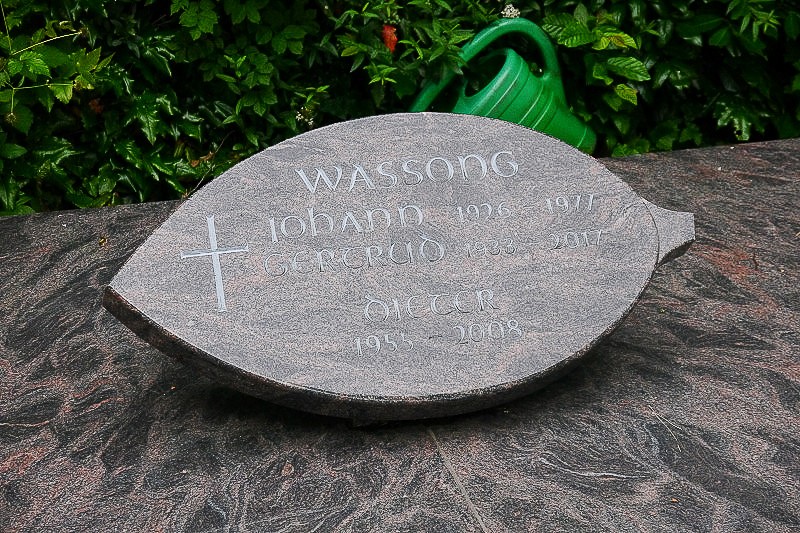 WASSONG
JOHANN 1926 - 1977
GERTRUD 1933 - 2017
DIETER
1955 - 2008